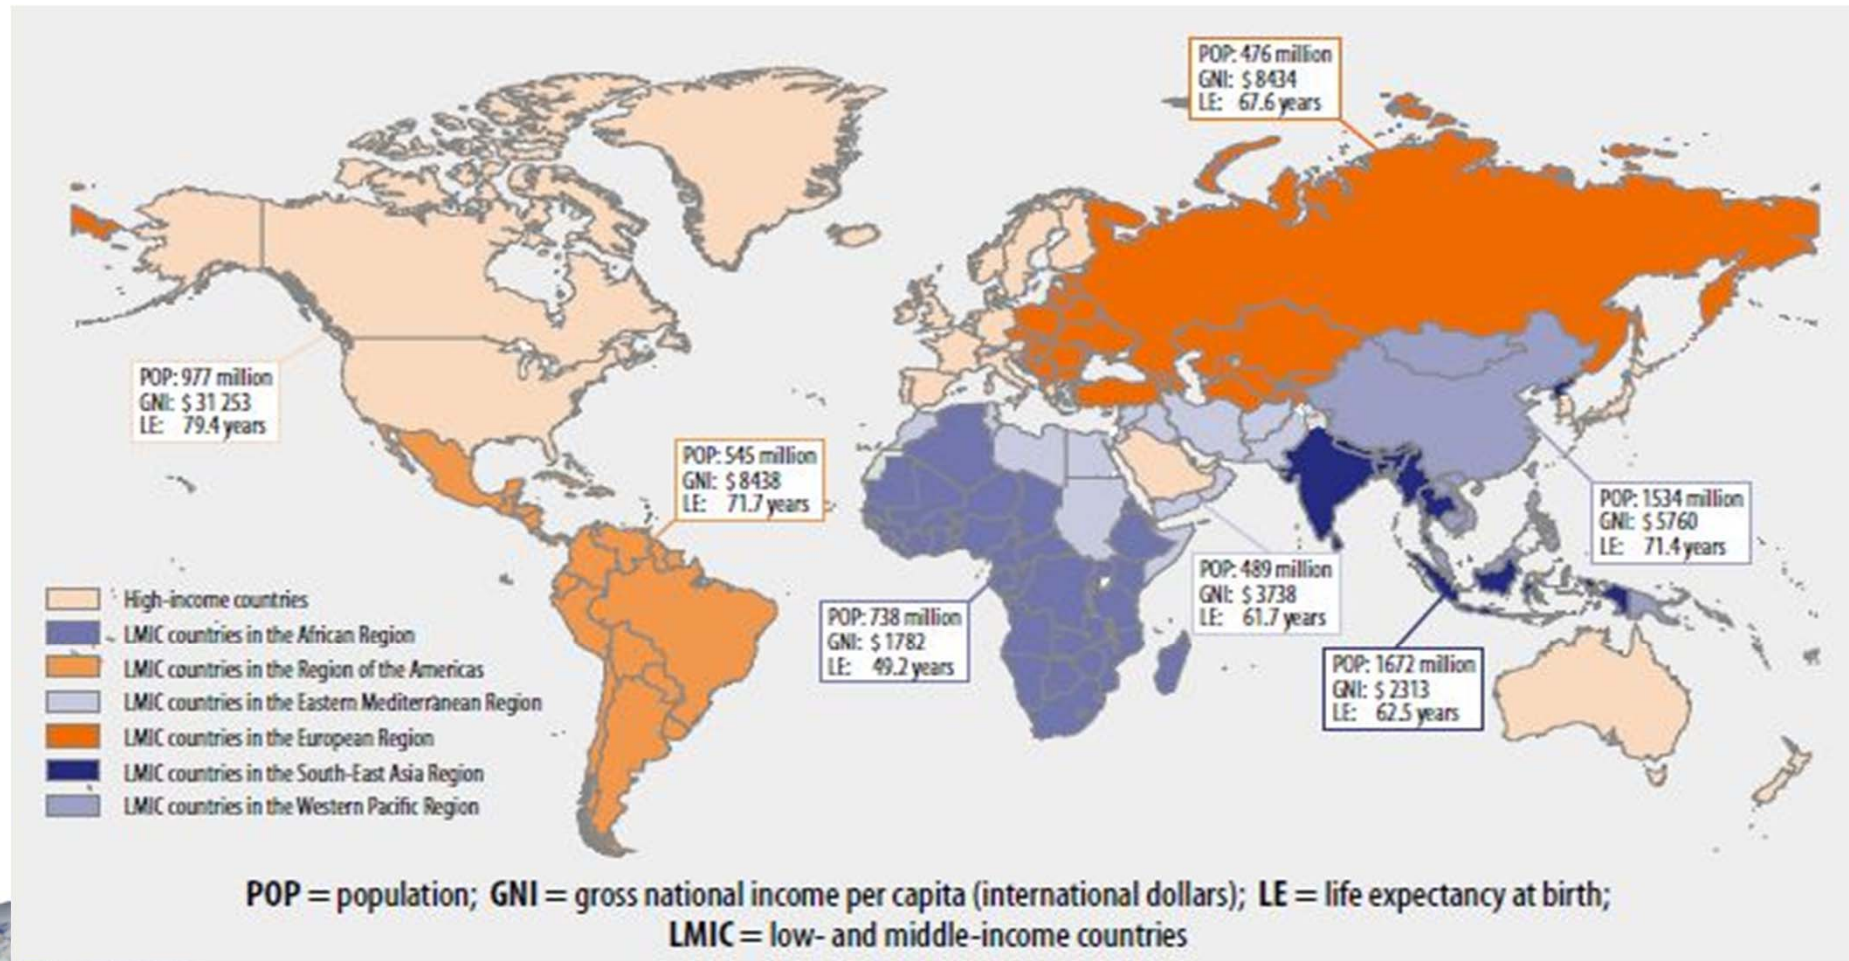 POP: 476 million
GNI: $ 8434
LE: 67.6 years
POP: 977 million
GNI: $ 31 253
LE: 79.4 years
POP: 545 million
GNI: $ 8438
LE: 71.7 years
POP: 1534 million
GNI: $ 5760
LE: 71.4 years
POP: 489 million
GNI: $ 3738
LE: 61.7 years
POP: 738 million
GNI: $ 1782
LE: 49.2 years
POP: 1672 million
GNI: $ 2313
LE: 62.5 years
High-income countries
LMIC countries in the African Region
LMIC countries in the Region of the Americas
LMIC countries in the Eastern Mediterranean Region
LMIC countries in the European Region
LMIC countries in the South-East Asia Region
LMIC countries in the Western Pacific Region
POP = population; GNI = gross national income per capita (international dollars); LE = life expectancy at birth;
LMIC = low- and middle-income countries